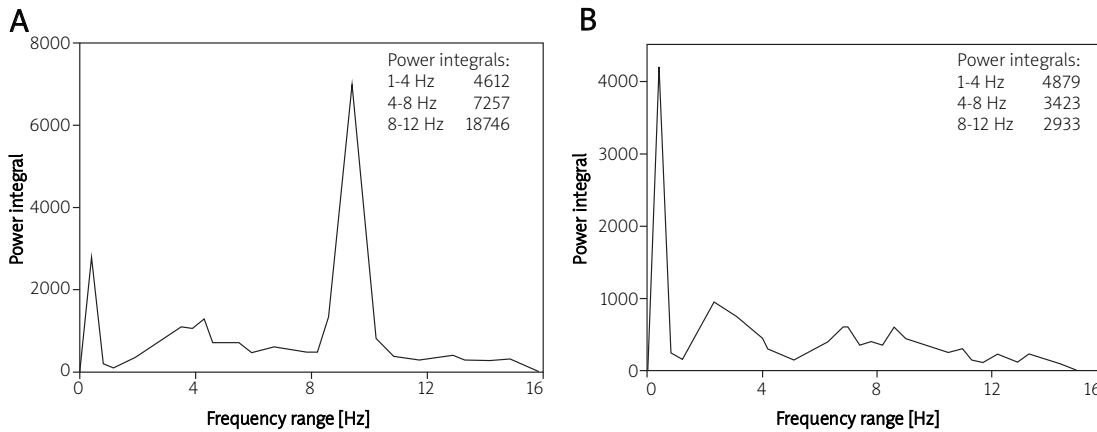 A
8000
6000
4000
2000
0
Power integral
Power integrals:
1-4 Hz 4612
4-8 Hz 7257
8-12 Hz 18746
0 4 8 12 16
Frequency range [Hz]
B
4000
3000
2000
1000
0
Power integral
Power integrals:
1-4 Hz 4879
4-8 Hz 3423
8-12 Hz 2933
0 4 8 12 16
Frequency range [Hz]